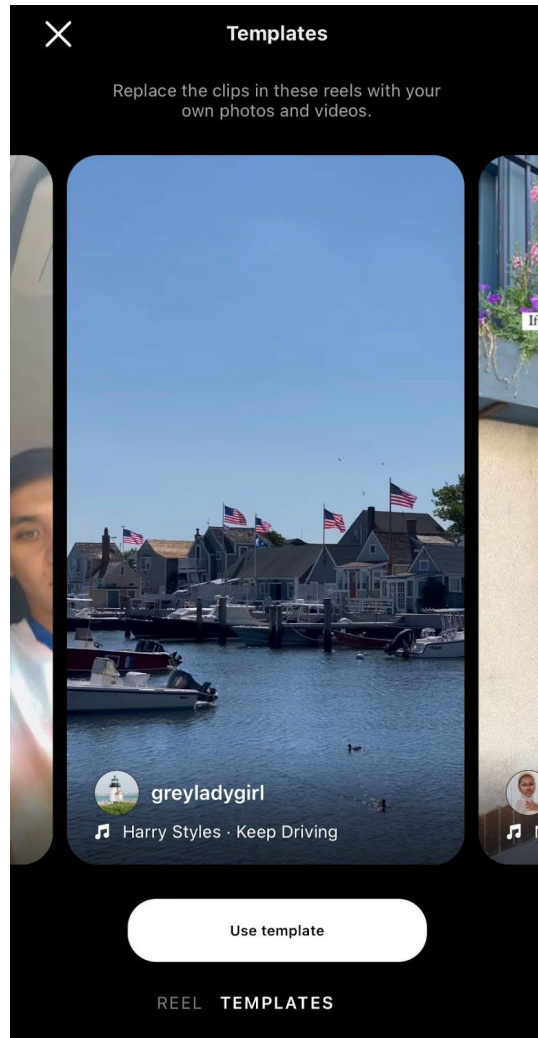 Templates
Replace the clips in these reels with your
own photos and videos.
If
greyladygirl
Harry Styles · Keep Driving
Use template
REEL TEMPLATES